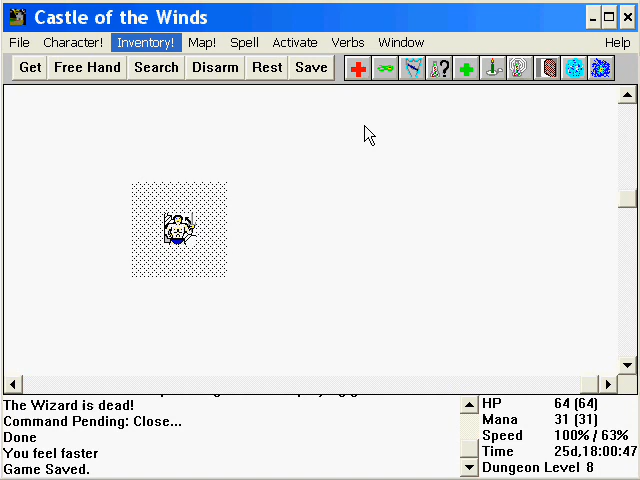 Castle of the Winds
File Character! Inventory! Map! Spell Activate Verbs Window Help
Get Free Hand Search Disarm Rest Save
The Wizard is dead!
Command Pending: Close...
Done
You feel faster
Game Saved.
HP 64 (64)
Mana 31 (31)
Speed 100% / 63%
Time 25d,18:00:47
Dungeon Level 8